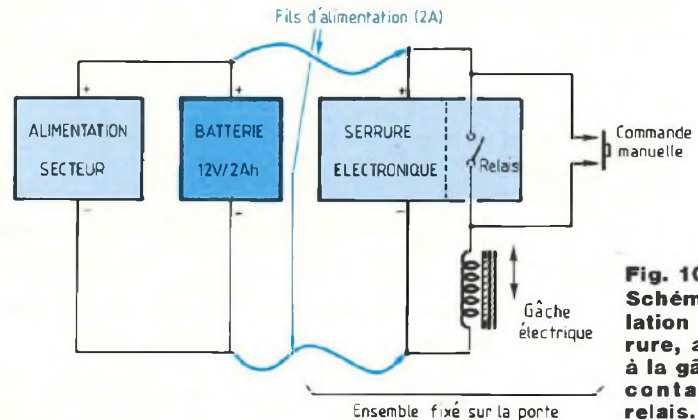 Fils d'alimentation (2A)
+
+
+
ALIMENTATION
SECTEUR
BATTERIE
12V/2Ah
SERRURE
ELECTRONIQUE
Relais
Commande
manuelle
−
−
−
Gâche
électrique
Ensemble fixé sur la porte
Fig. 10
Schém
lation
rure, a
à la gâ
conta
relais.